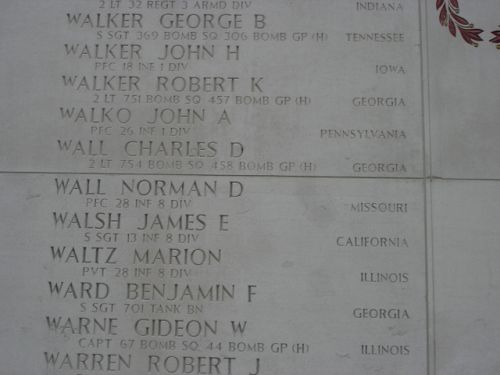 2 LT 32 REGT 3 ARMD DIV INDIANA
WALKER GEORGE B
S SGT 369 BOMB SQ 306 BOMB GP (H) TENNESSEE
WALKER JOHN H
PFC 18 INF 1 DIV IOWA
WALKER ROBERT K
2 LT 751 BOMB SQ 457 BOMB GP (H) GEORGIA
WALKO JOHN A
PFC 26 INF 1 DIV PENNSYLVANIA
WALL CHARLES D
2 LT 754 BOMB SQ 458 BOMB GP (H) GEORGIA
WALL NORMAN D
PFC 28 INF 8 DIV MISSOURI
WALSH JAMES E
S SGT 13 INF 8 DIV CALIFORNIA
WALTZ MARION
PVT 28 INF 8 DIV ILLINOIS
WARD BENJAMIN F
S SGT 701 TANK BN GEORGIA
WARNE GIDEON W
CAPT 67 BOMB SQ 44 BOMB GP (H) ILLINOIS
WARREN ROBERT J